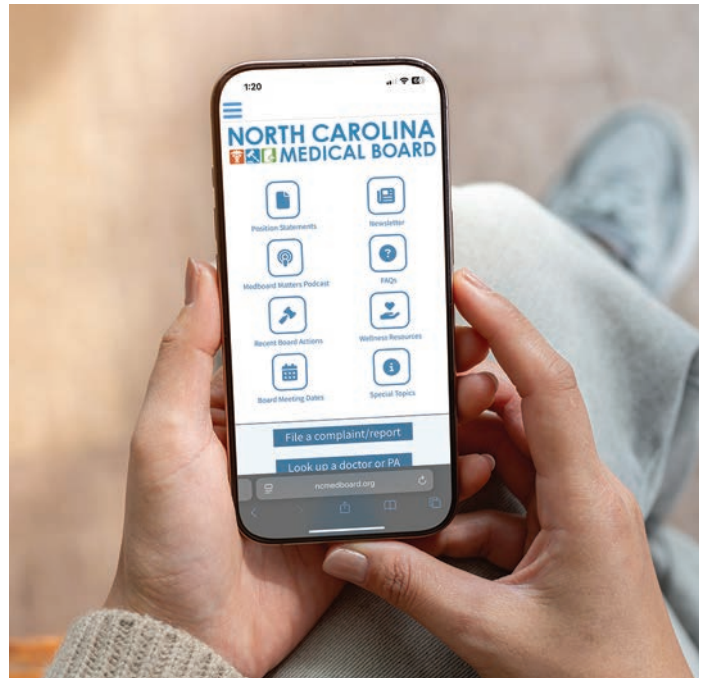 1:20
NORTH CAROLINA
MEDICAL BOARD
Position Statements
Newsletter
Medboard Matters Podcast
FAQs
Recent Board Actions
Wellness Resources
Board Meeting Dates
Special Topics
File a complaint/report
Look up a doctor or PA
ncmedboard.org